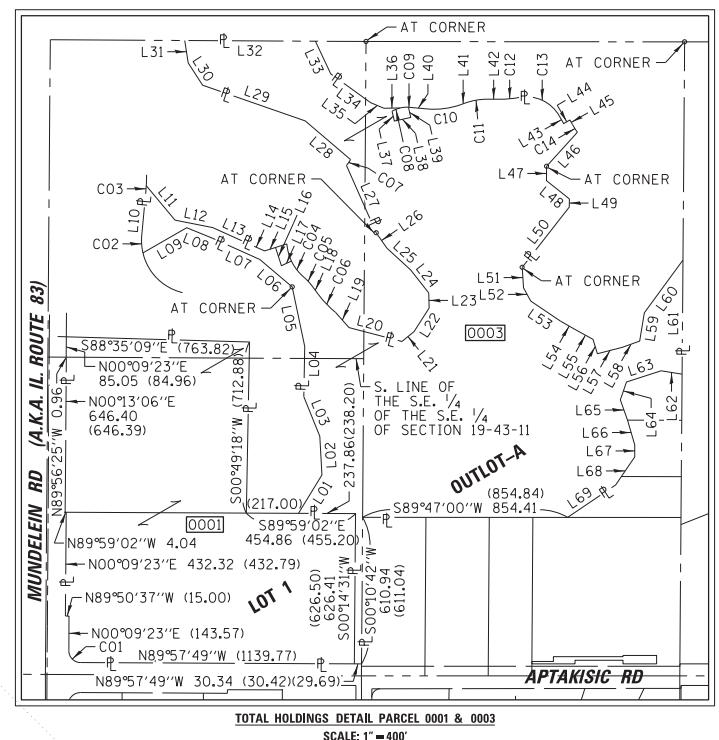 AT CORNER
L31
L32
L33
AT CORNER
L30
L29
L34
L35
L36
C09
L40
L41
L42
C12
C13
L44
L45
L43
C10
C11
L37
C08
L38
L39
C14
L46
L28
C07
L47
AT CORNER
L48
L49
C03
L11
AT CORNER
L27
L26
L10
L12
L13
L14
L15
L16
L17
C04
C05
L18
C06
L19
L25
L50
C02
L09
L08
L07
L06
L24
L51
AT CORNER
L52
AT CORNER
L05
L20
L23
L22
L21
L53
L60
L61
L59
0003
S88°35'09"E (763.82)
N00°09'23"E
85.05 (84.96)
L04
L54
L55
L56
L57
L58
N00°13'06"E
646.40
(646.39)
S00°49'18"W (712.88)
L03
S. LINE OF
THE S.E. 1/4
OF THE S.E. 1/4
OF SECTION 19-43-11
L63
L62
L64
L65
L66
L67
L68
L69
N89°56'25"W 0.96
L02
L01
237.86(238.20)
OUTLOT-A
(854.84)
S89°47'00"W 854.41
(217.00)
0001
S89°59'02"E
454.86 (455.20)
N89°59'02"W 4.04
N00°09'23"E 432.32 (432.79)
N89°50'37"W (15.00)
LOT 1
(626.50)
626.41
S00°14'31"W
S00°10'42"W
610.94
(611.04)
N00°09'23"E (143.57)
C01
N89°57'49"W (1139.77)
N89°57'49"W 30.34 (30.42)(29.69)
APTAKISIC RD
MUNDELEIN RD (A.K.A. IL. ROUTE 83)
TOTAL HOLDINGS DETAIL PARCEL 0001 & 0003
SCALE: 1" = 400'